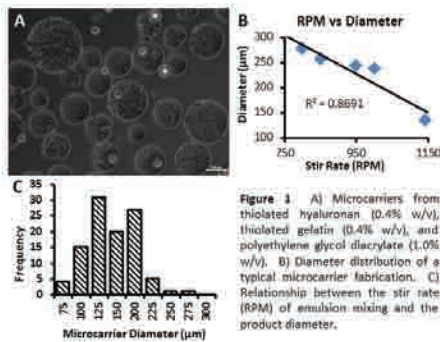 A
B
RPM vs Diameter
Diameter (µm)
300
250
200
150
100
R² = 0.8691
750
950
1150
Stir Rate (RPM)
C
Frequency
35
30
25
20
15
10
5
0
75
100
125
150
175
200
225
250
275
300
Microcarrier Diameter (µm)
Figure 1 A) Microcarriers from
thiolated hyaluronan (0.4% w/v),
thiolated gelatin (0.4% w/v), and
polyethylene glycol diacrylate (1.0%
w/v). B) Diameter distribution of a
typical microcarrier fabrication. C)
Relationship between the stir rate
(RPM) of emulsion mixing and the
product diameter.